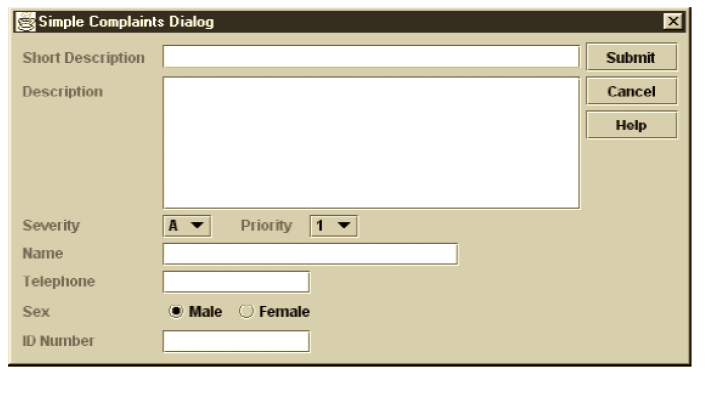 Simple Complaints Dialog
Short Description Submit
Description Cancel
Help
Severity A Priority 1
Name
Telephone
Sex Male Female
ID Number